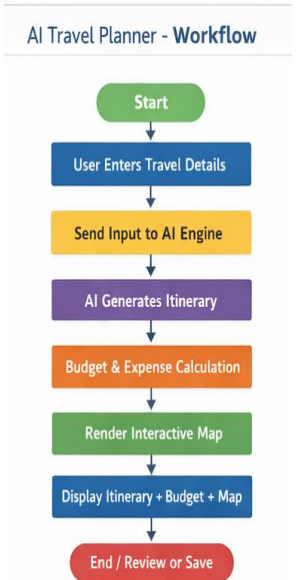 AI Travel Planner - Workflow
Start
User Enters Travel Details
Send Input to AI Engine
AI Generates Itinerary
Budget & Expense Calculation
Render Interactive Map
Display Itinerary + Budget + Map
End / Review or Save